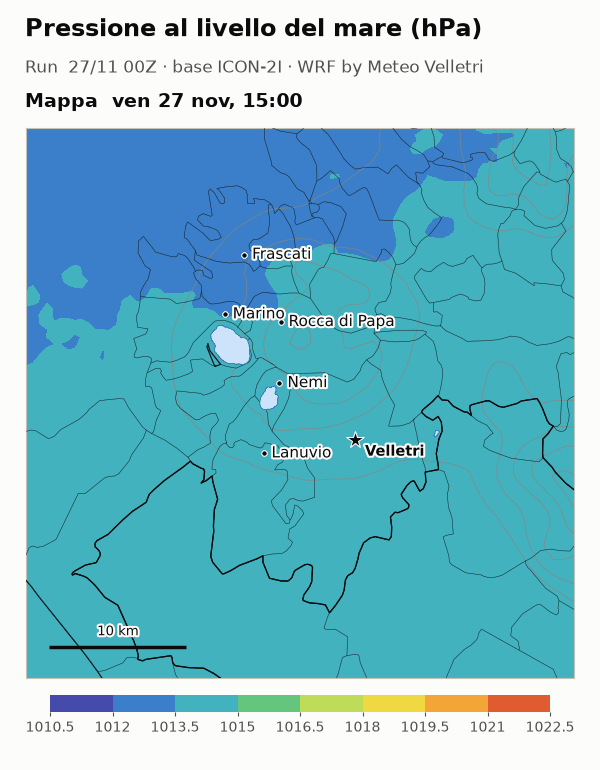 Pressione al livello del mare (hPa)
Run  27/11 00Z · base ICON-2I · WRF by Meteo Velletri
Mappa  ven 27 nov, 15:00
Frascati
Marino
Rocca di Papa
Nemi
Velletri
Lanuvio
10 km
1010.5 1012 1013.5 1015 1016.5 1018 1019.5 1021 1022.5